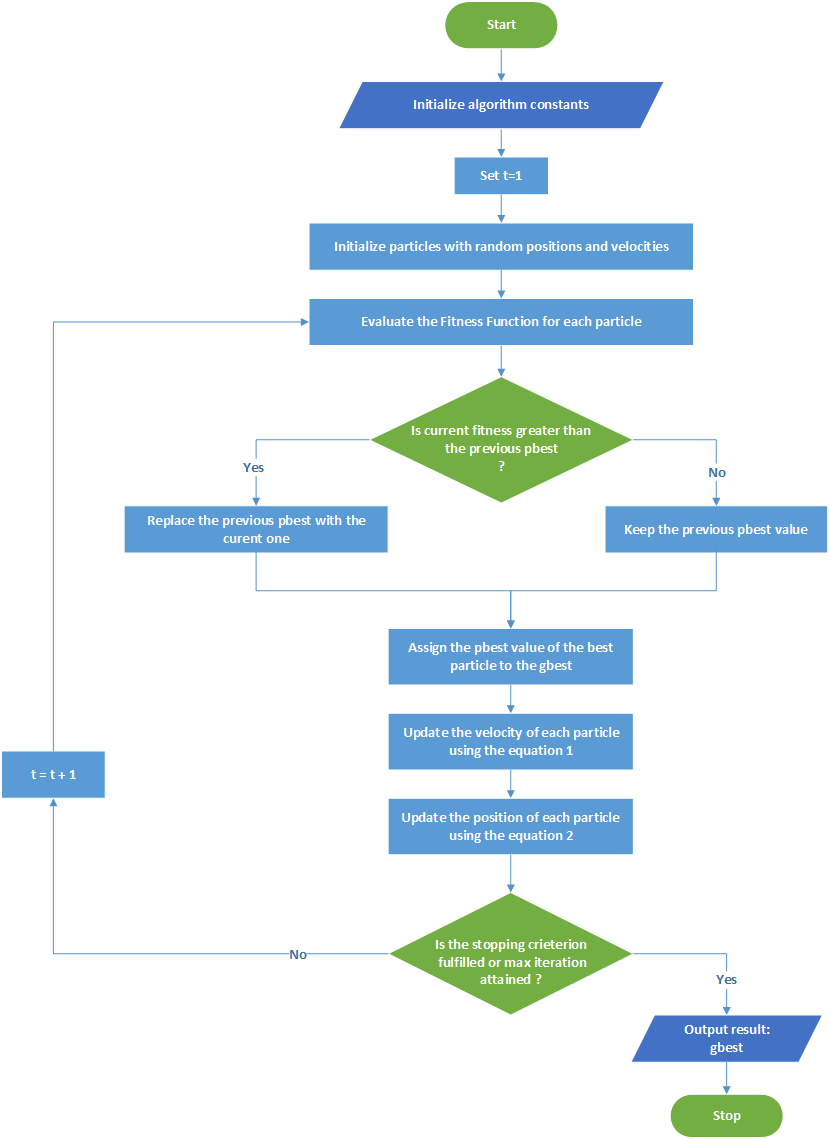 Start
Initialize algorithm constants
Set t=1
Initialize particles with random positions and velocities
Evaluate the Fitness Function for each particle
Is current fitness greater than
the previous pbest
?
Yes
No
Replace the previous pbest with the
curent one
Keep the previous pbest value
Assign the pbest value of the best
particle to the gbest
Update the velocity of each particle
using the equation 1
t = t + 1
Update the position of each particle
using the equation 2
Is the stopping crieterion
fulfilled or max iteration
attained ?
No
Yes
Output result:
gbest
Stop